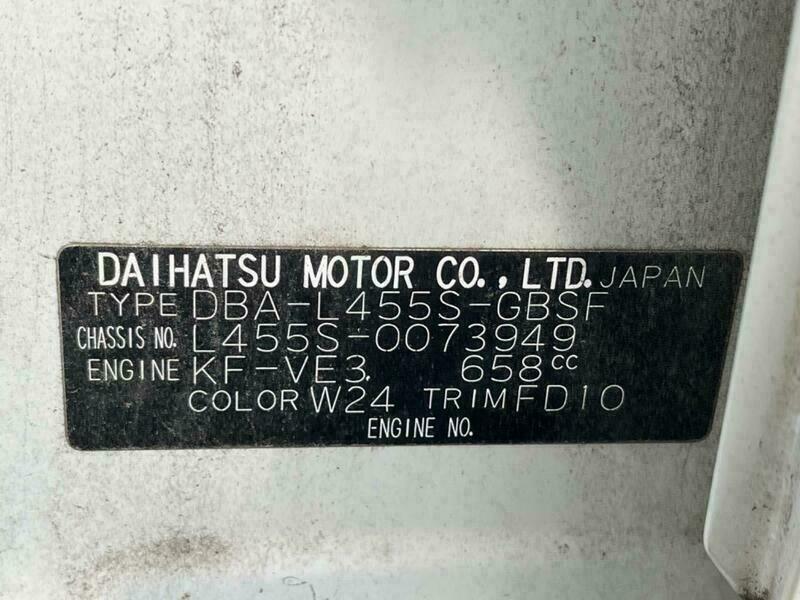 DAIHATSU MOTOR CO., LTD. JAPAN
TYPE DBA-L455S-GBSF
CHASSIS NO. L455S-0073949
ENGINE KF-VE3. 658cc
COLOR W24 TRIM FD10
ENGINE NO.